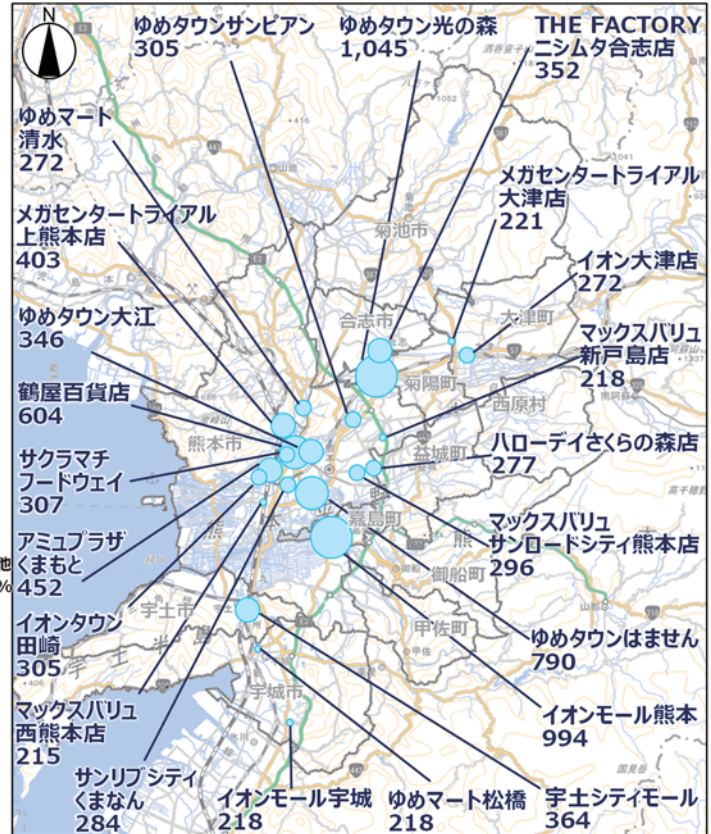 N
ゆめタウンサンピアン
305
ゆめタウン光の森
1,045
THE FACTORY
ニシムタ合志店
352
ゆめマート
清水
272
メガセンタートライアル
大津店
221
メガセンタートライアル
上熊本店
403
イオン大津店
272
ゆめタウン大江
346
マックスバリュ
新戸島店
218
鶴屋百貨店
604
ハローデイさくらの森店
277
サクラマチ
フードウェイ
307
マックスバリュ
サンロードシティ熊本店
296
アミュプラザ
くまもと
452
他
%
イオンタウン
田崎
305
ゆめタウンはません
790
マックスバリュ
西熊本店
215
イオンモール熊本
994
サンリブシティ
くまなん
284
イオンモール宇城
218
ゆめマート松橋
218
宇土シティモール
364
菊池市
合志市
大津町
菊陽町
西原村
熊本市
益城町
嘉島町
御船町
甲佐町
宇土市
宇城市